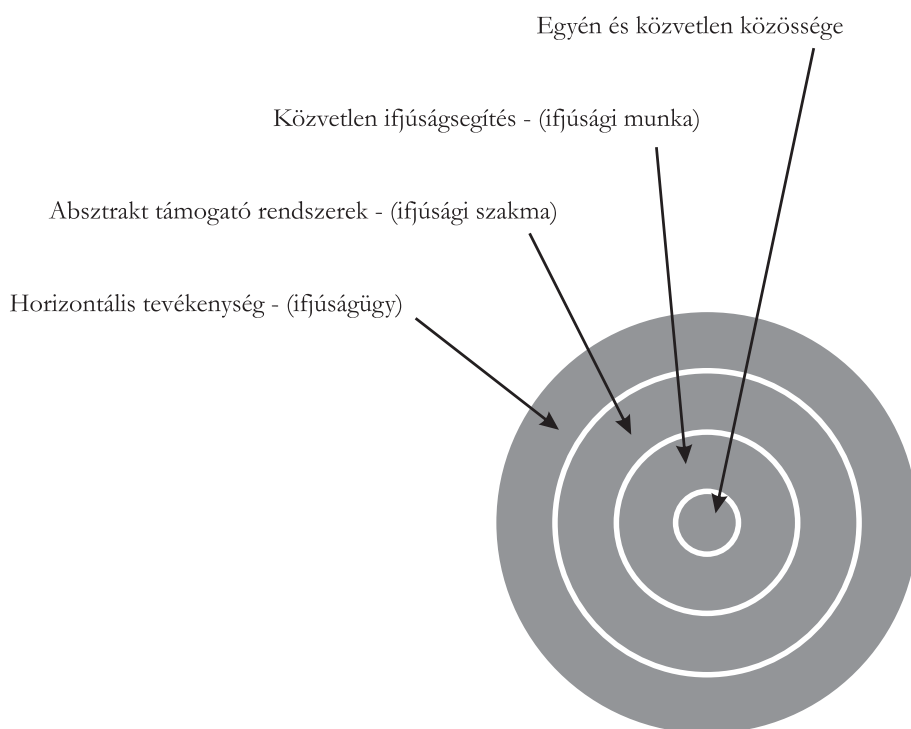 Egyén és közvetlen közössége
Közvetlen ifjúságsegítés - (ifjúsági munka)
Absztrakt támogató rendszerek - (ifjúsági szakma)
Horizontális tevékenység - (ifjúságügy)